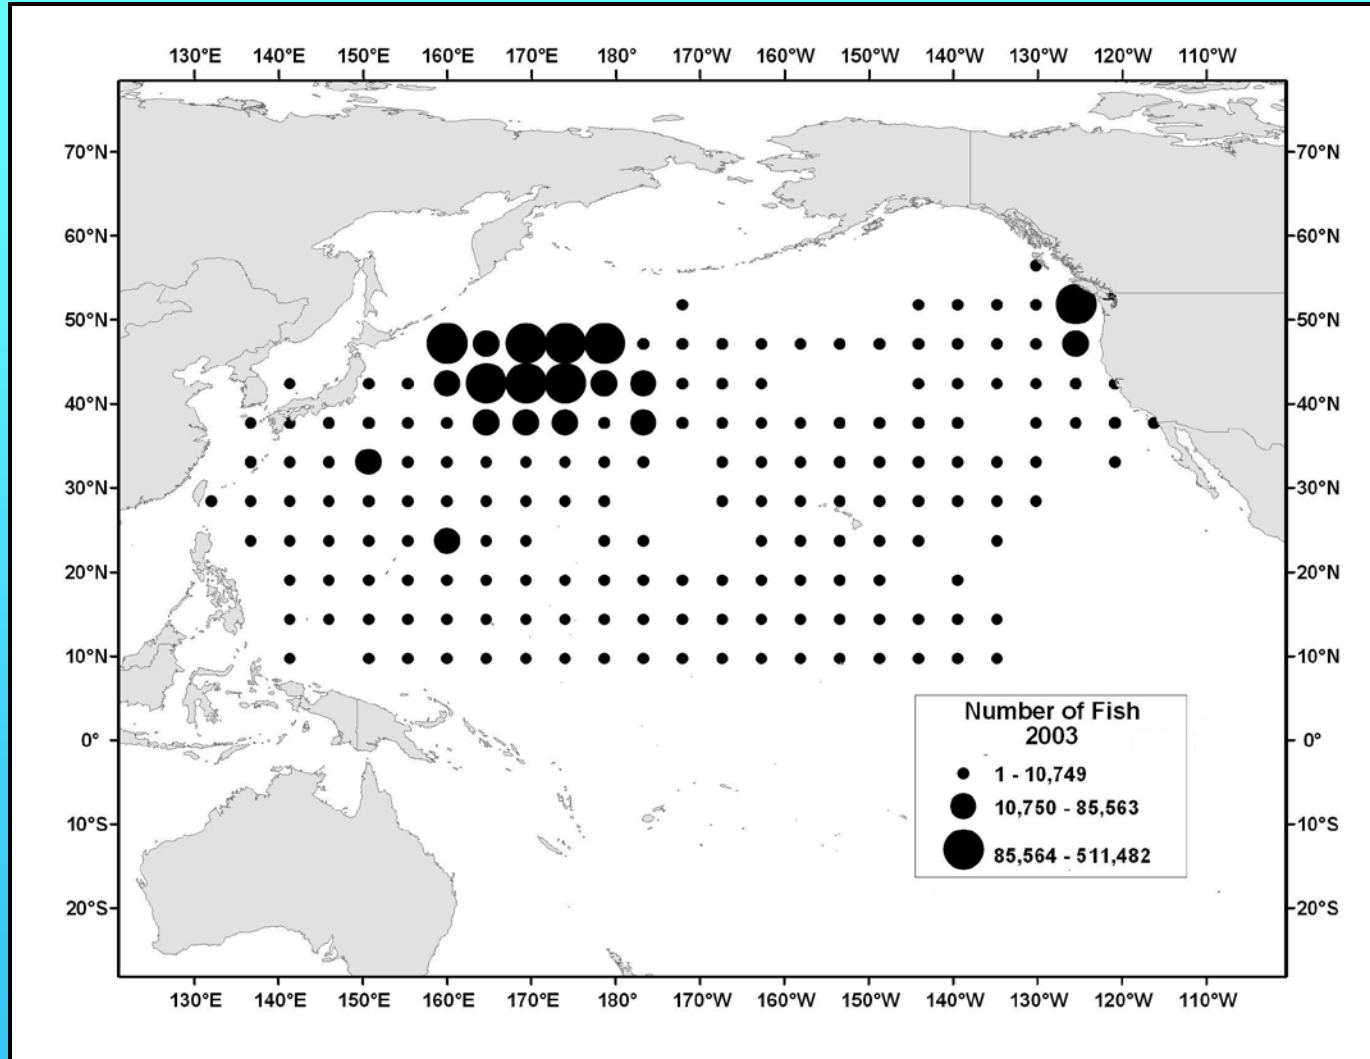 130°E 140°E 150°E 160°E 170°E 180° 170°W 160°W 150°W 140°W 130°W 120°W 110°W
70°N 70°N
60°N 60°N
50°N 50°N
40°N 40°N
30°N 30°N
20°N 20°N
10°N 10°N
Number of Fish
2003
0° 0°
1 - 10,749
10,750 - 85,563
10°S 10°S
85,564 - 511,482
20°S 20°S
130°E 140°E 150°E 160°E 170°E 180° 170°W 160°W 150°W 140°W 130°W 120°W 110°W